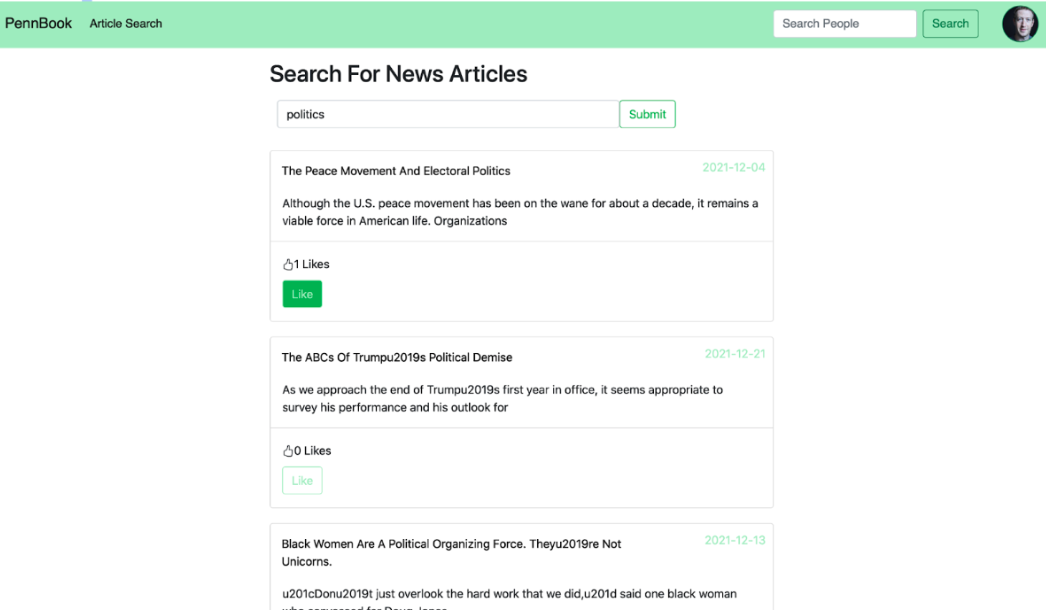 PennBook Article Search Search People Search
Search For News Articles
politics Submit
The Peace Movement And Electoral Politics 2021-12-04
Although the U.S. peace movement has been on the wane for about a decade, it remains a
viable force in American life. Organizations
1 Likes
Like
The ABCs Of Trumpu2019s Political Demise 2021-12-21
As we approach the end of Trumpu2019s first year in office, it seems appropriate to
survey his performance and his outlook for
0 Likes
Like
Black Women Are A Political Organizing Force. Theyu2019re Not 2021-12-13
Unicorns.
u201cDonu2019t just overlook the hard work that we did,u201d said one black woman
who canvassed for Doug Jones